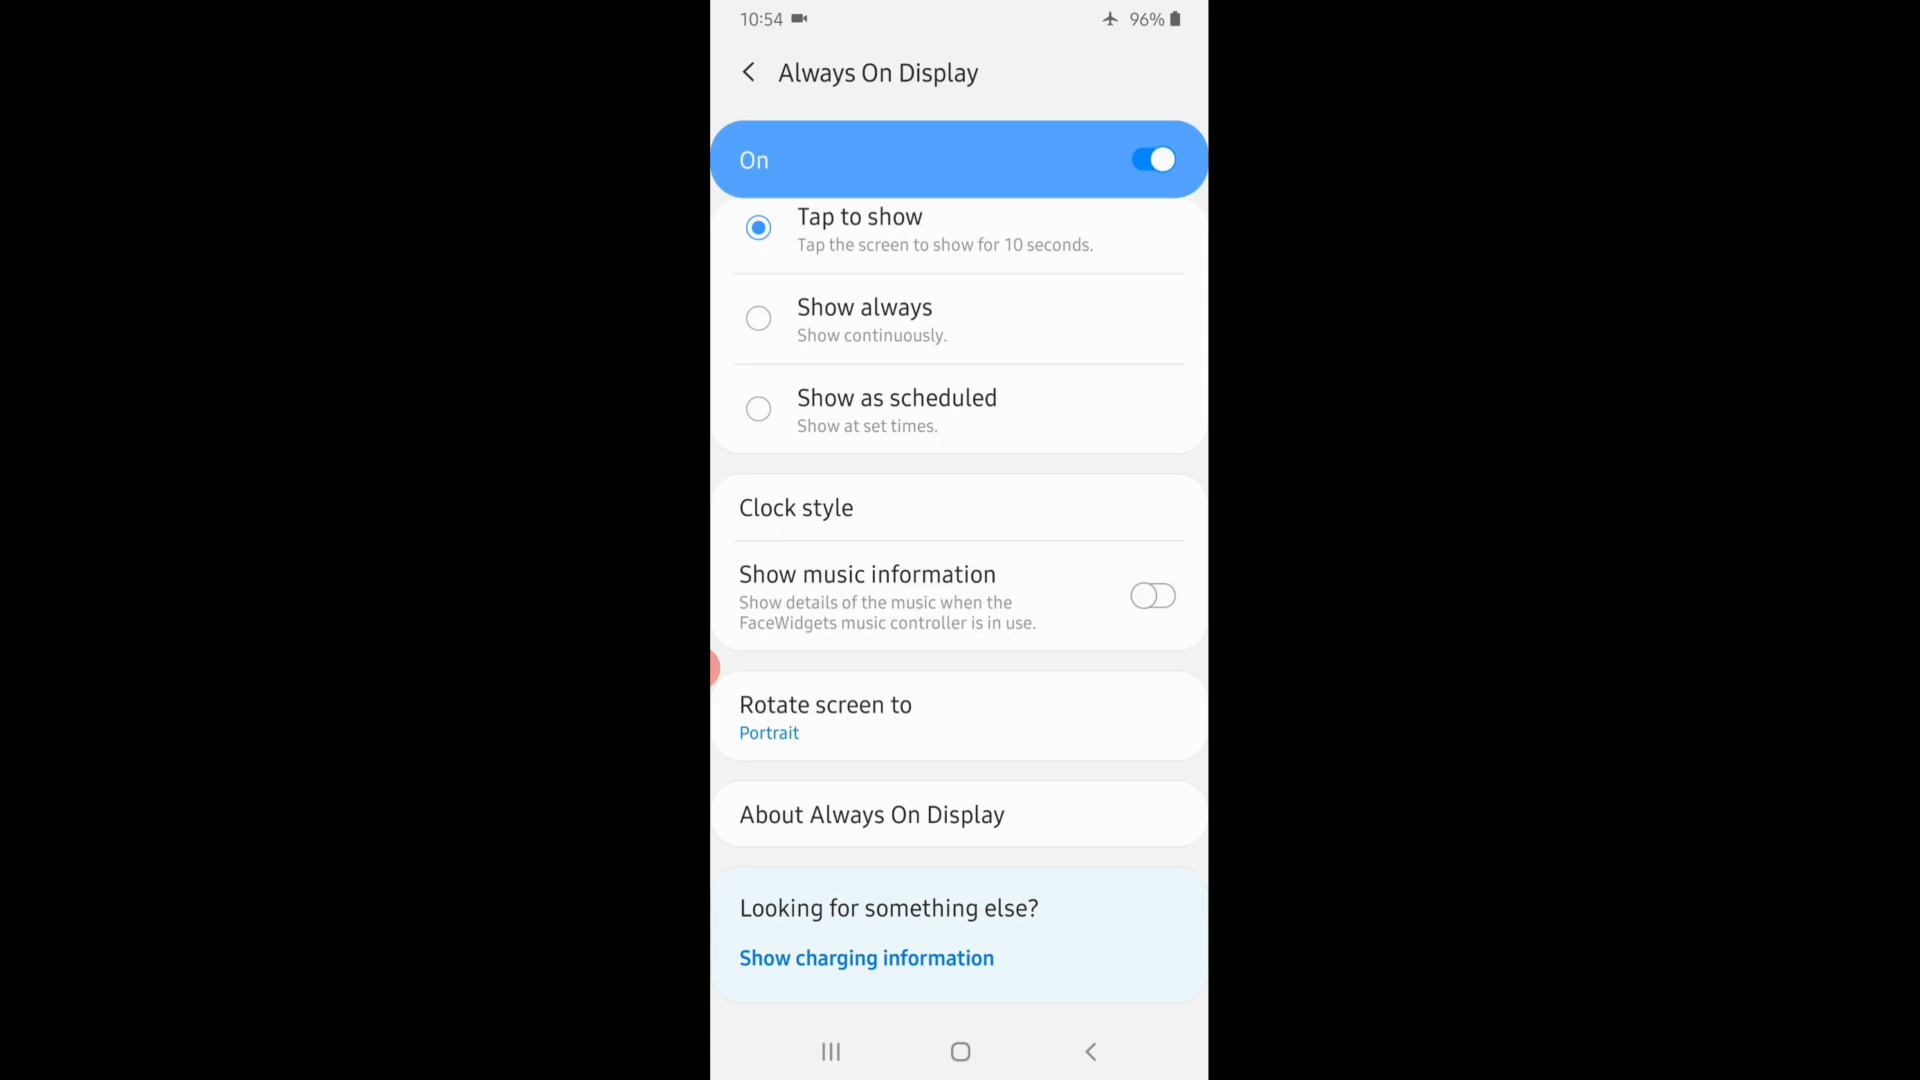 10:54
96%
Always On Display
On
Tap to show
Tap the screen to show for 10 seconds.
Show always
Show continuously.
Show as scheduled
Show at set times.
Clock style
Show music information
Show details of the music when the
FaceWidgets music controller is in use.
Rotate screen to
Portrait
About Always On Display
Looking for something else?
Show charging information